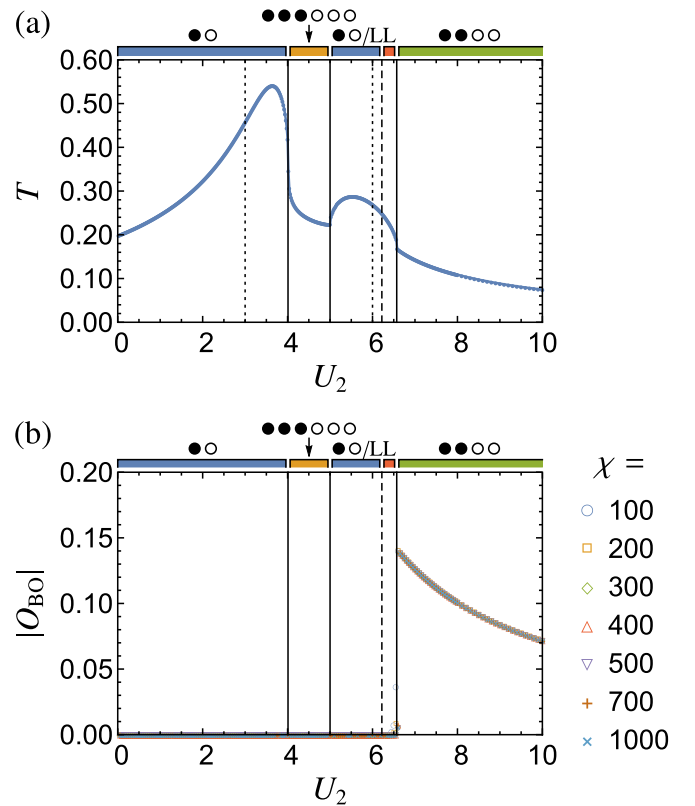 (a)
●●●○○○
●○ ●○/LL ●●○○
0.60
0.50
0.40
0.30
0.20
0.10
0.00
T
0 2 4 6 8 10
U₂
(b)
●●●○○○
●○ ●○/LL ●●○○
0.20
0.15
0.10
0.05
0.00
|O_BO|
0 2 4 6 8 10
U₂
χ =
100
200
300
400
500
700
1000